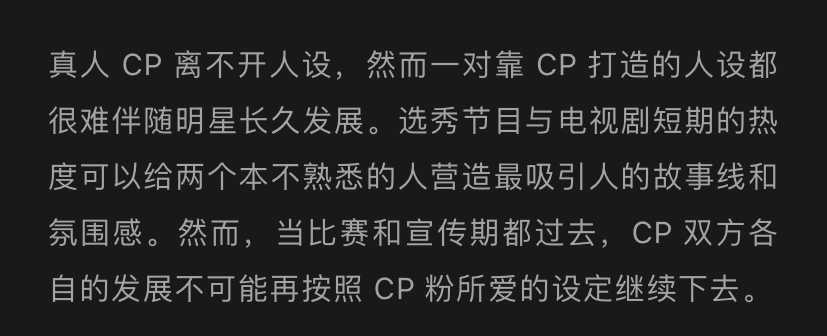 真人 CP 离不开人设，然而一对靠 CP 打造的人设都
很难伴随明星长久发展。选秀节目与电视剧短期的热
度可以给两个本不熟悉的人营造最吸引人的故事线和
氛围感。然而，当比赛和宣传期都过去，CP 双方各
自的发展不可能再按照 CP 粉所爱的设定继续下去。